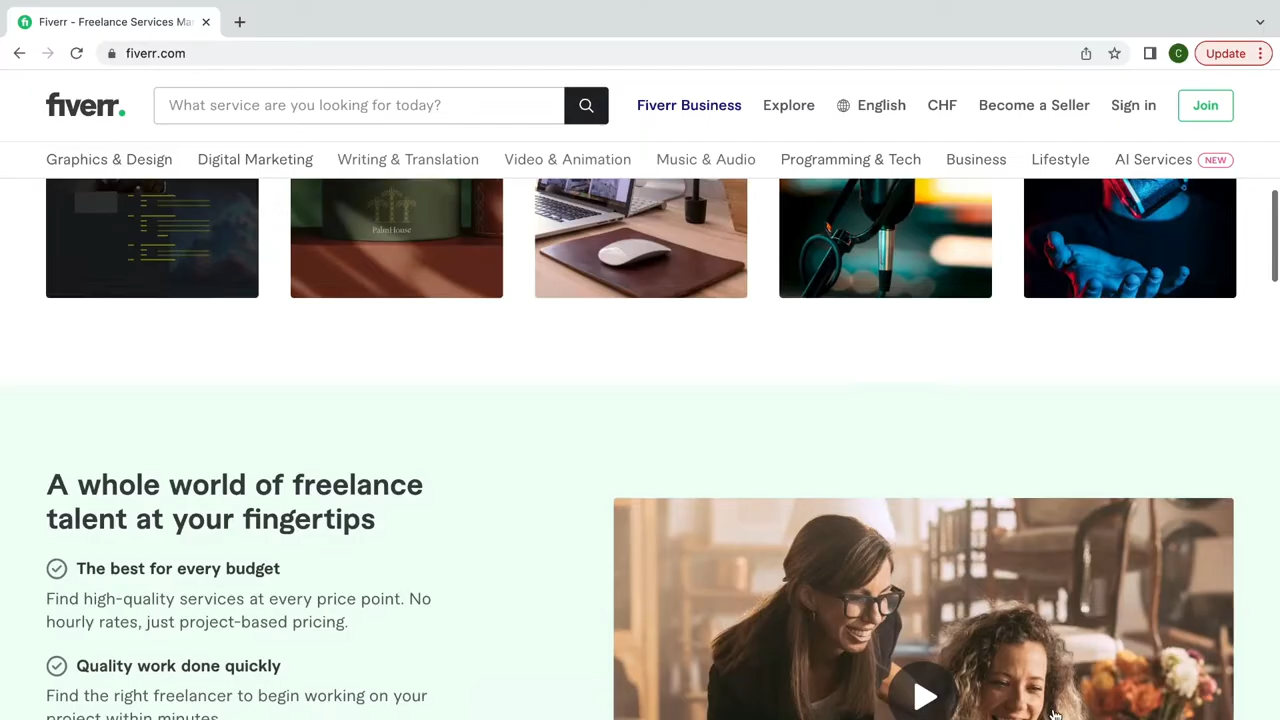 Fiverr - Freelance Services Ma
fiverr.com
Update
fiverr.
What service are you looking for today?
Fiverr Business
Explore
English
CHF
Become a Seller
Sign in
Join
Graphics & Design
Digital Marketing
Writing & Translation
Video & Animation
Music & Audio
Programming & Tech
Business
Lifestyle
AI Services NEW
PalmHouse
A whole world of freelance
talent at your fingertips
The best for every budget
Find high-quality services at every price point. No
hourly rates, just project-based pricing.
Quality work done quickly
Find the right freelancer to begin working on your
project within minutes.